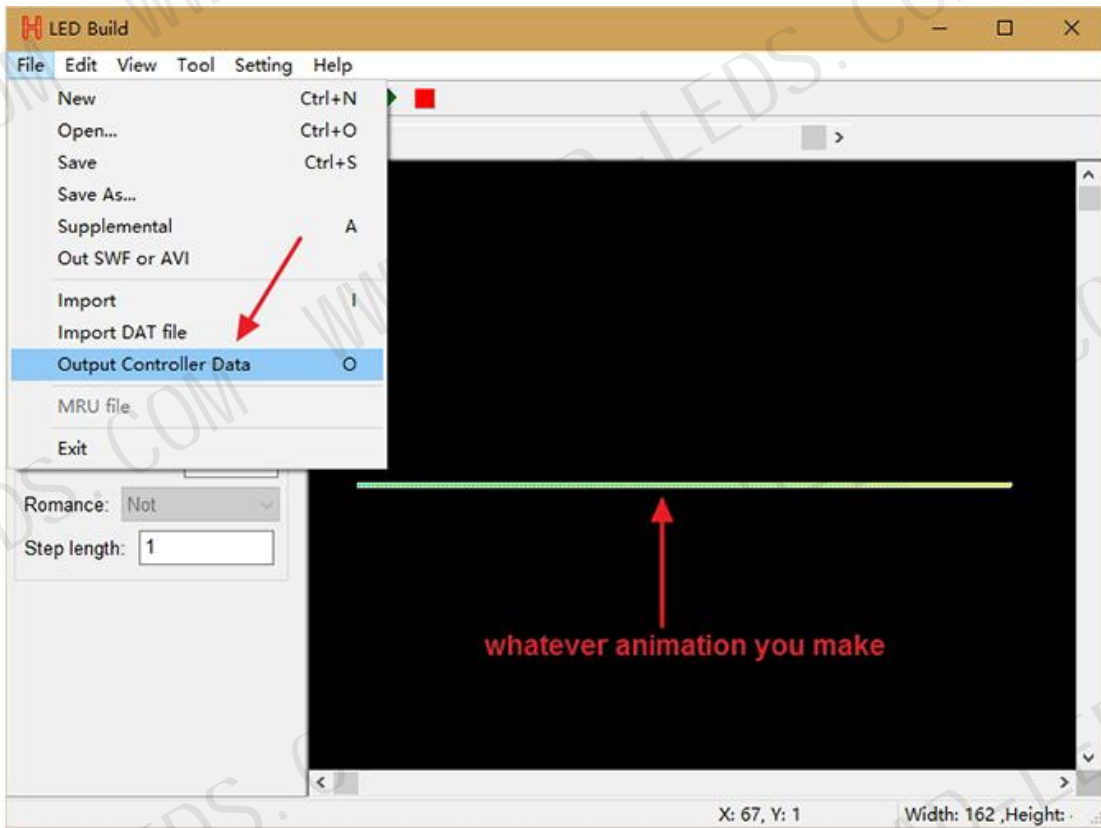 LED Build
File Edit View Tool Setting Help
New Ctrl+N
Open... Ctrl+O
Save Ctrl+S
Save As...
Supplemental A
Out SWF or AVI
Import I
Import DAT file
Output Controller Data O
MRU file
Exit
Romance: Not
Step length: 1
whatever animation you make
X: 67, Y: 1 Width: 162 ,Height: